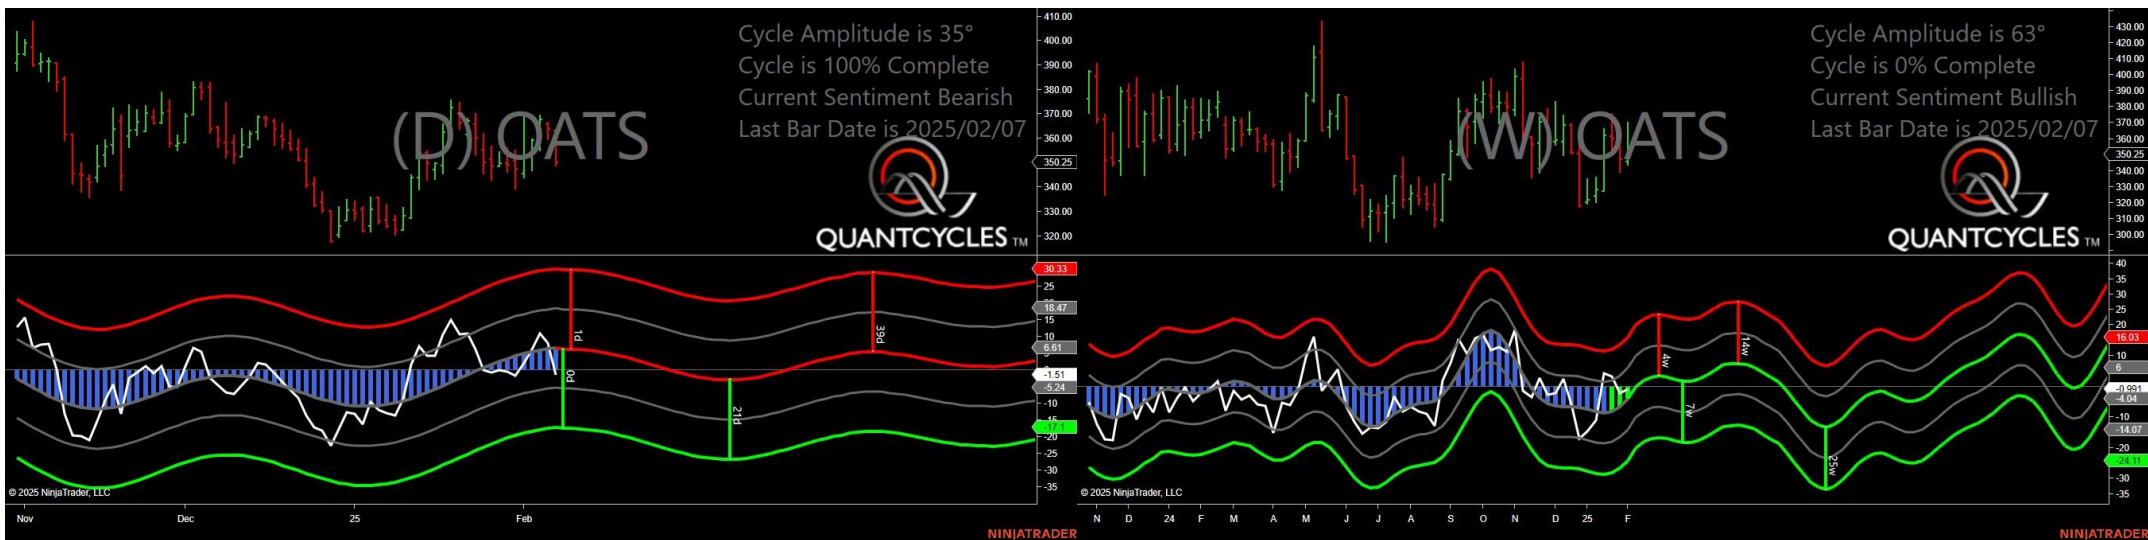 Cycle Amplitude is 35°
Cycle is 100% Complete
Current Sentiment Bearish
Last Bar Date is 2025/02/07
(D) OATS
QUANTCYCLES TM
410.00
400.00
390.00
380.00
370.00
360.00
350.25
340.00
330.00
320.00
30.33
25
18.47
15
10
6.61
-1.51
-5.24
-10
-15
-17.1
-20
-25
-30
-35
1d
0d
21d
39d
© 2025 NinjaTrader, LLC
Nov Dec 25 Feb
NINJATRADER
Cycle Amplitude is 63°
Cycle is 0% Complete
Current Sentiment Bullish
Last Bar Date is 2025/02/07
(W) OATS
QUANTCYCLES TM
430.00
420.00
410.00
400.00
390.00
380.00
370.00
360.00
350.25
340.00
330.00
320.00
310.00
300.00
40
35
30
25
20
16.03
10
6
-0.991
-4.04
-10
-14.07
-20
-24.11
-30
-35
4w
7w
14w
25w
© 2025 NinjaTrader, LLC
N D 24 F M A M J J A S O N D 25 F
NINJATRADER